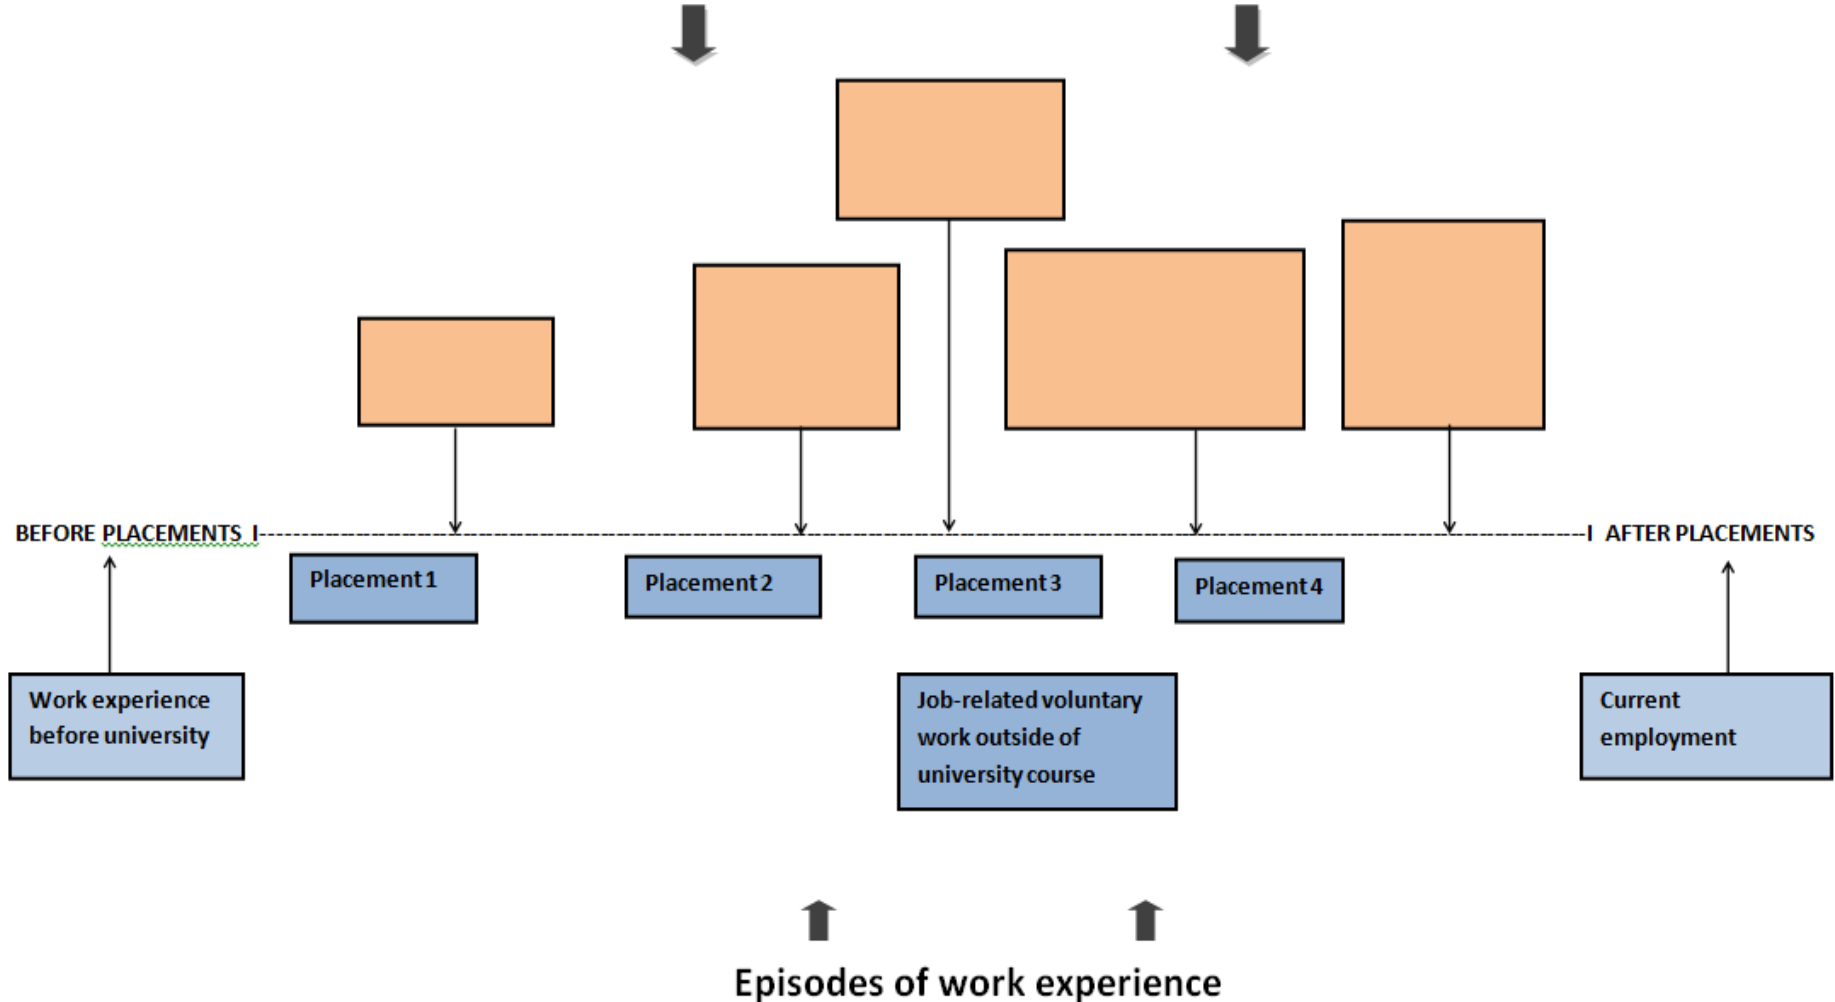 BEFORE PLACEMENTS I
I AFTER PLACEMENTS
Placement 1
Placement 2
Placement 3
Placement 4
Work experience
before university
Job-related voluntary
work outside of
university course
Current
employment
Episodes of work experience